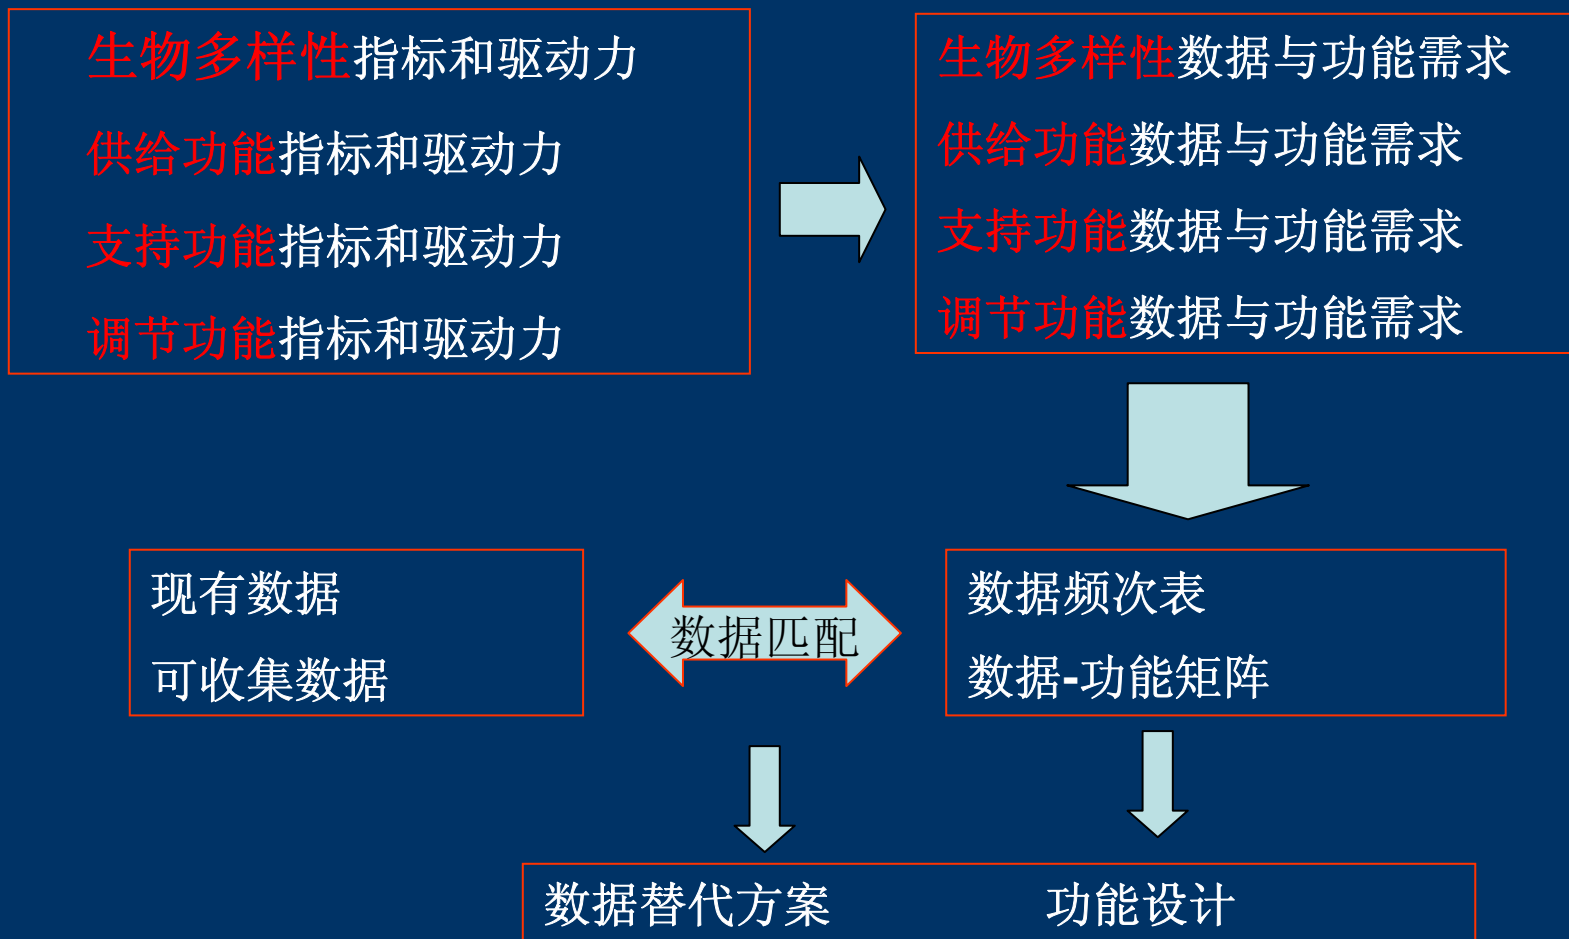 生物多样性指标和驱动力
供给功能指标和驱动力
支持功能指标和驱动力
调节功能指标和驱动力
生物多样性数据与功能需求
供给功能数据与功能需求
支持功能数据与功能需求
调节功能数据与功能需求
现有数据
可收集数据
数据匹配
数据频次表
数据-功能矩阵
数据替代方案
功能设计